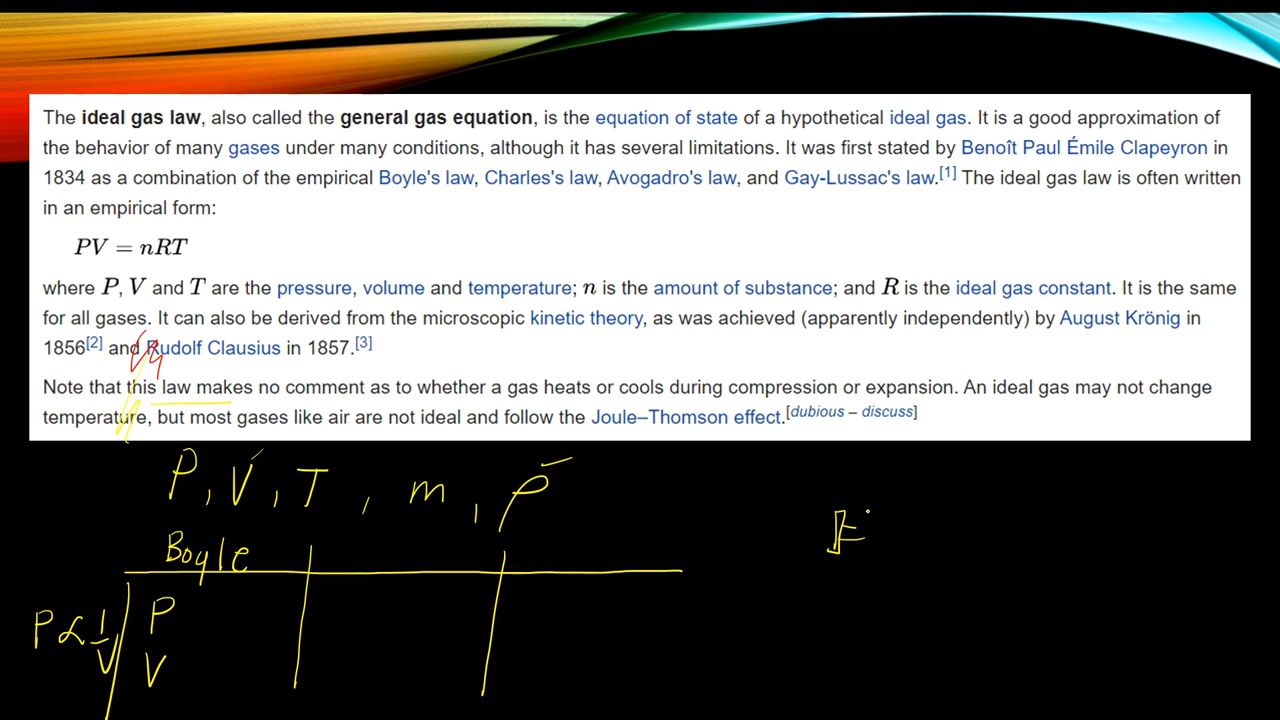 The ideal gas law, also called the general gas equation, is the equation of state of a hypothetical ideal gas. It is a good approximation of
the behavior of many gases under many conditions, although it has several limitations. It was first stated by Benoît Paul Émile Clapeyron in
1834 as a combination of the empirical Boyle's law, Charles's law, Avogadro's law, and Gay-Lussac's law.[1] The ideal gas law is often written
in an empirical form:
PV = nRT
where P, V and T are the pressure, volume and temperature; n is the amount of substance; and R is the ideal gas constant. It is the same
for all gases. It can also be derived from the microscopic kinetic theory, as was achieved (apparently independently) by August Krönig in
1856[2] and Rudolf Clausius in 1857.[3]
Note that this law makes no comment as to whether a gas heats or cools during compression or expansion. An ideal gas may not change
temperature, but most gases like air are not ideal and follow the Joule–Thomson effect.[dubious – discuss]
P, V, T, m, ρ
E
Boyle
P ∝ 1/V
P
V